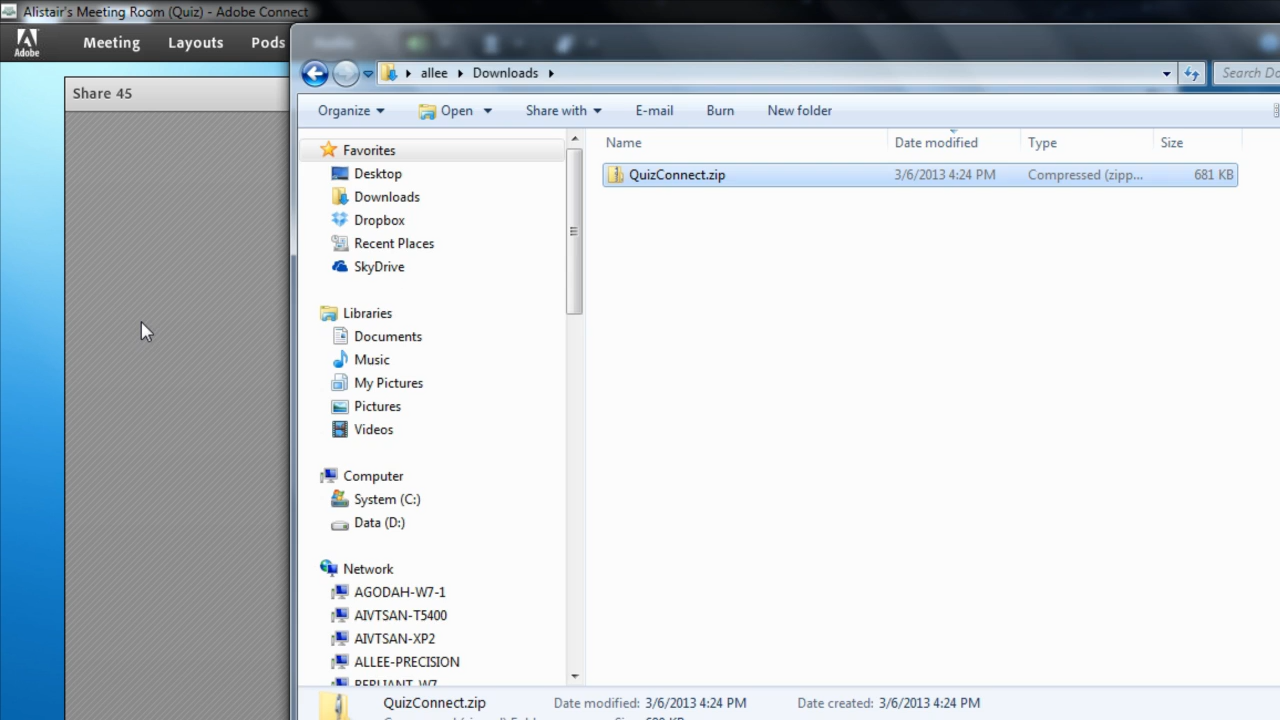 Alistair's Meeting Room (Quiz) - Adobe Connect
Adobe
Meeting Layouts Pods
Share 45
allee Downloads
Search Do
Organize Open Share with E-mail Burn New folder
Name Date modified Type Size
QuizConnect.zip 3/6/2013 4:24 PM Compressed (zipp... 681 KB
Favorites
Desktop
Downloads
Dropbox
Recent Places
SkyDrive
Libraries
Documents
Music
My Pictures
Pictures
Videos
Computer
System (C:)
Data (D:)
Network
AGODAH-W7-1
AIVTSAN-T5400
AIVTSAN-XP2
ALLEE-PRECISION
QuizConnect.zip Date modified: 3/6/2013 4:24 PM Date created: 3/6/2013 4:24 PM